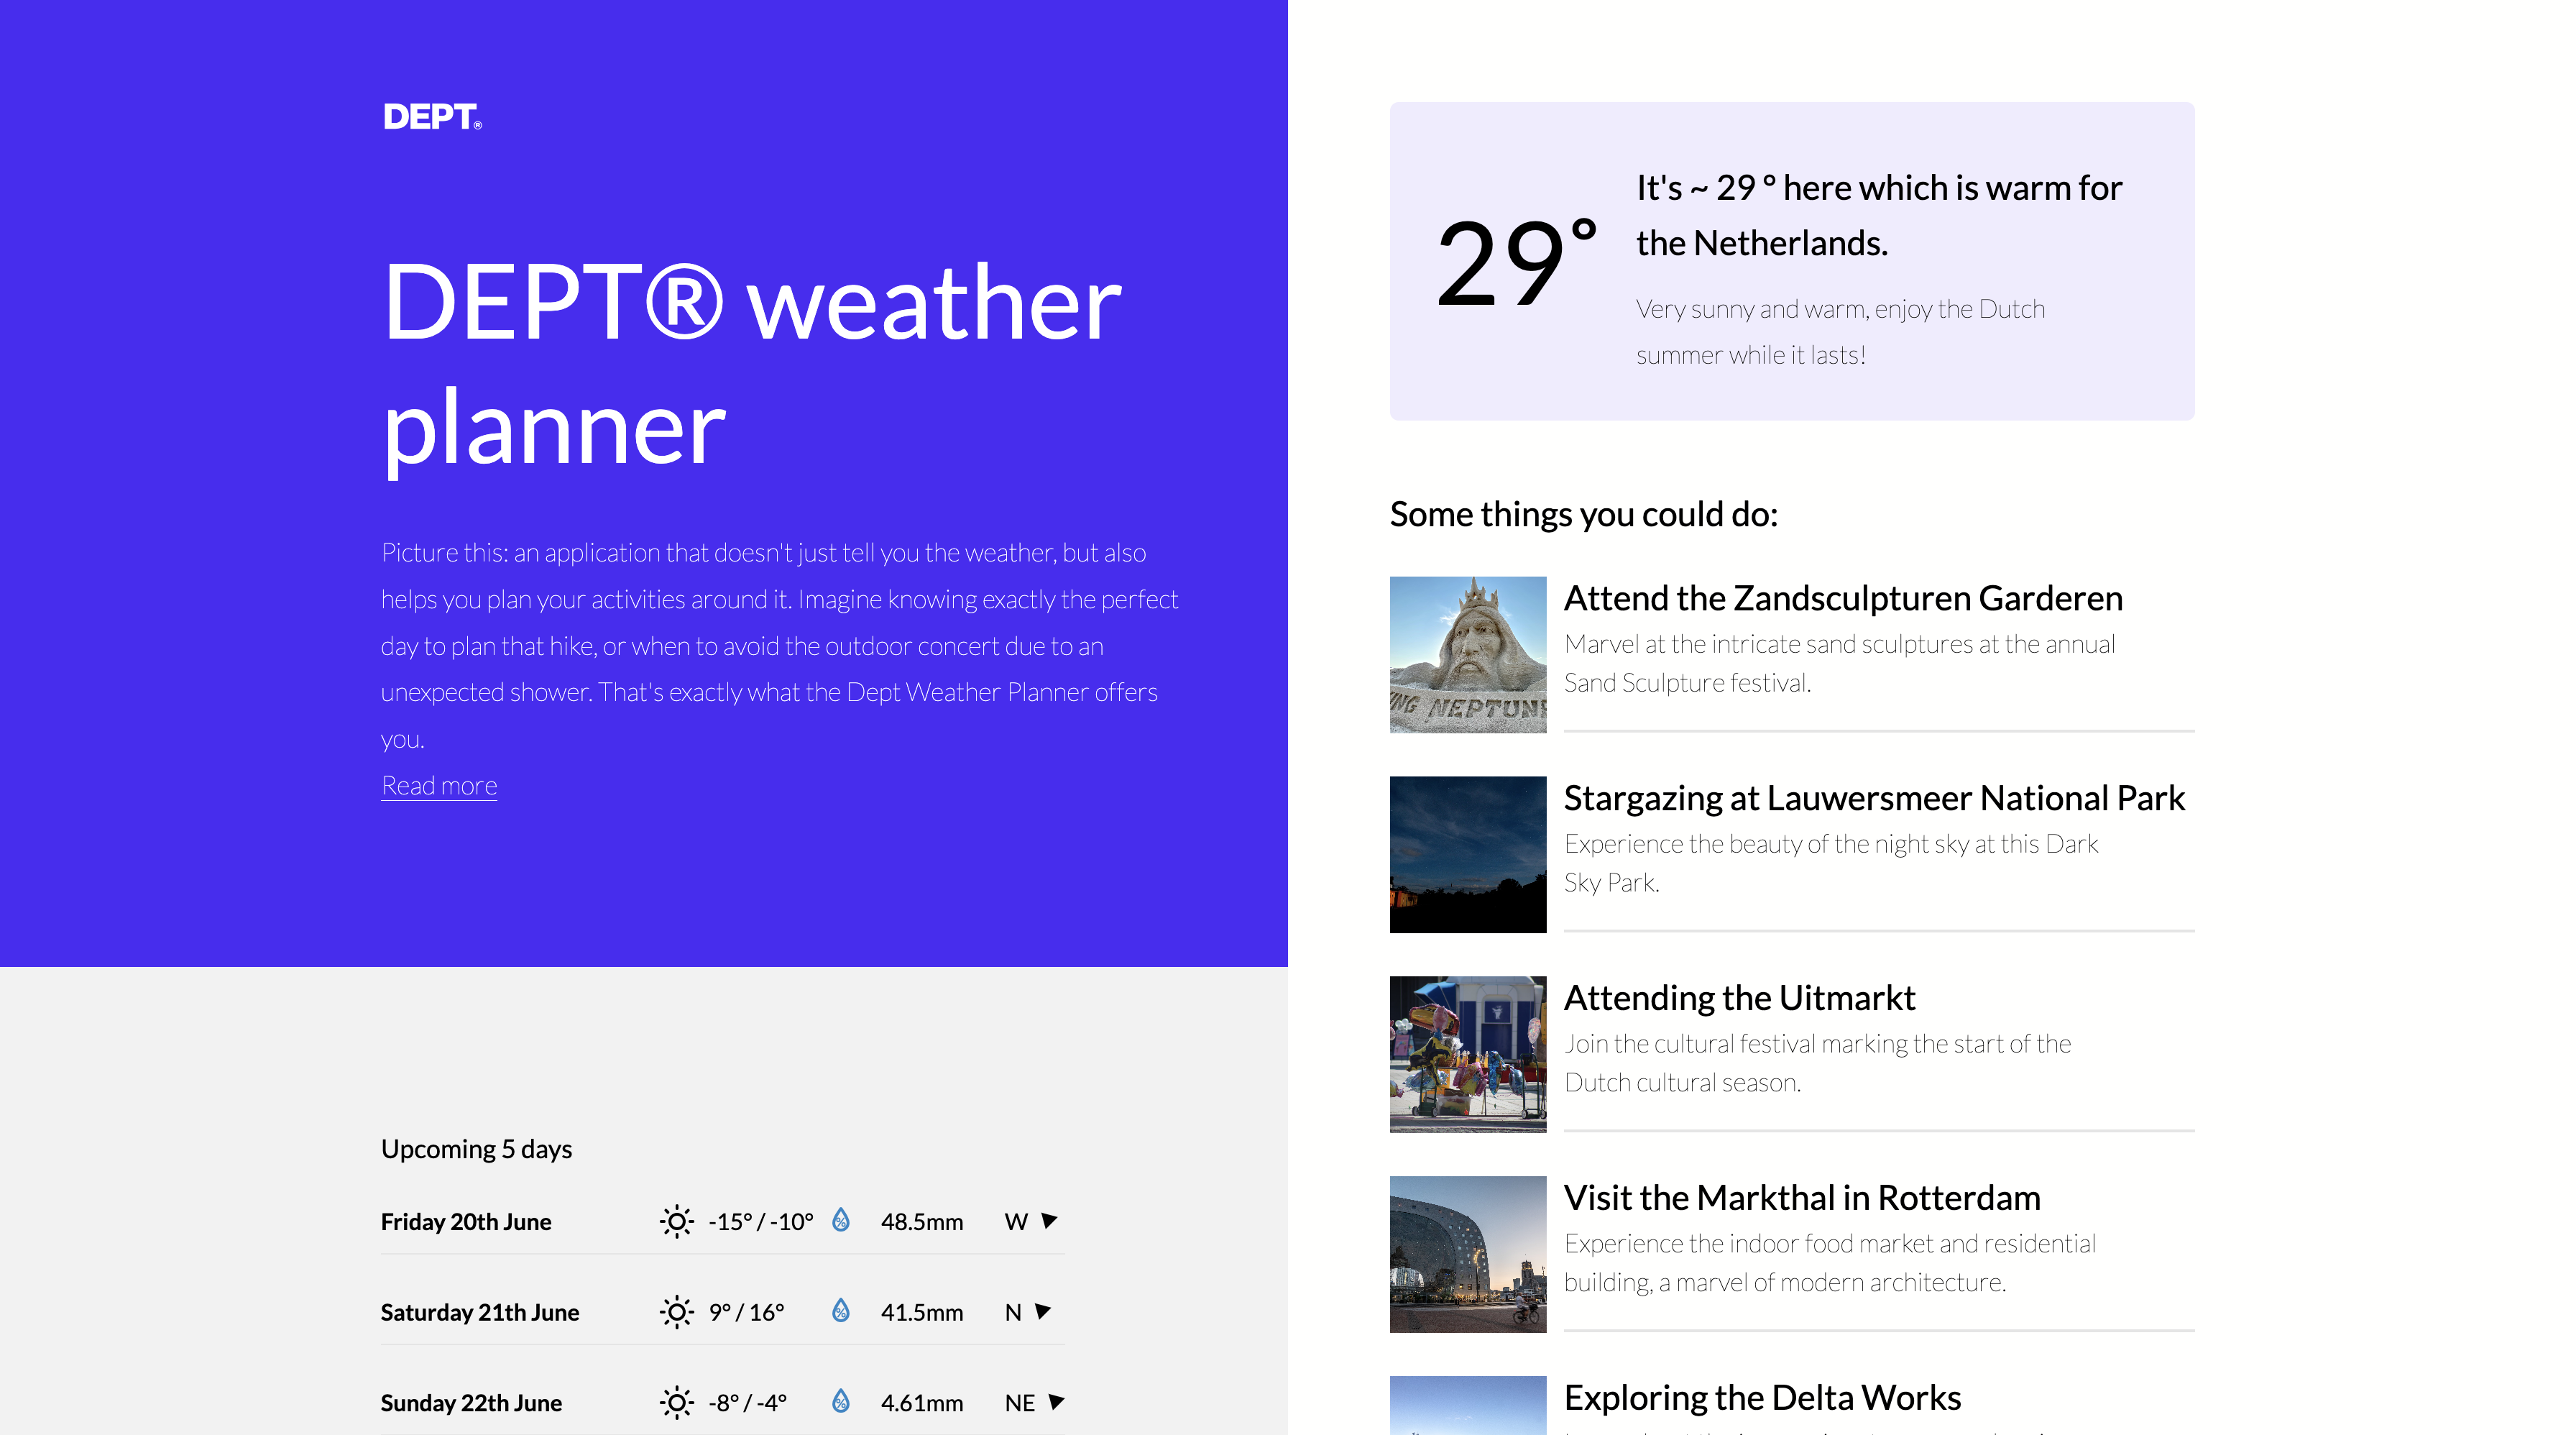 DEPT®
DEPT® weather
planner
Picture this: an application that doesn't just tell you the weather, but also
helps you plan your activities around it. Imagine knowing exactly the perfect
day to plan that hike, or when to avoid the outdoor concert due to an
unexpected shower. That's exactly what the Dept Weather Planner offers
you.
Read more
Upcoming 5 days
Friday 20th June -15° / -10° % 48.5mm W
Saturday 21th June 9° / 16° % 41.5mm N
Sunday 22th June -8° / -4° % 4.61mm NE
29°
It's ~ 29 ° here which is warm for
the Netherlands.
Very sunny and warm, enjoy the Dutch
summer while it lasts!
Some things you could do:
NEPTUN
Attend the Zandsculpturen Garderen
Marvel at the intricate sand sculptures at the annual
Sand Sculpture festival.
Stargazing at Lauwersmeer National Park
Experience the beauty of the night sky at this Dark
Sky Park.
Attending the Uitmarkt
Join the cultural festival marking the start of the
Dutch cultural season.
Visit the Markthal in Rotterdam
Experience the indoor food market and residential
building, a marvel of modern architecture.
Exploring the Delta Works